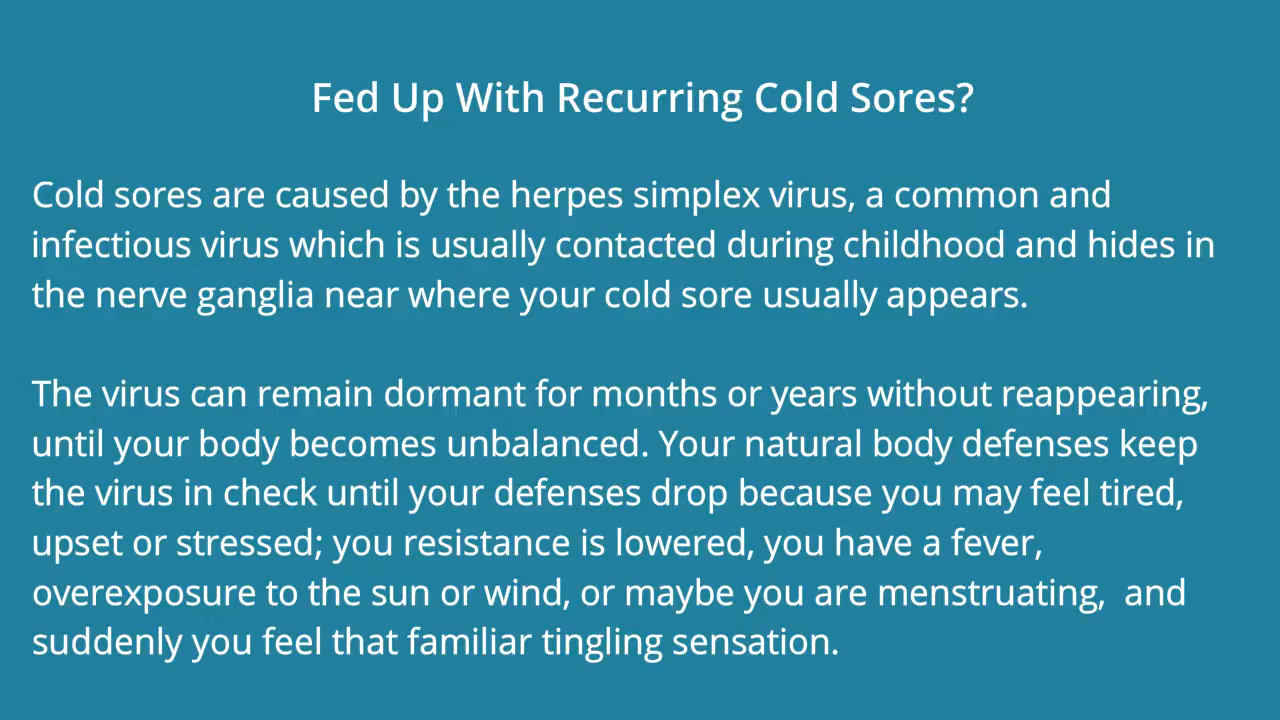 Fed Up With Recurring Cold Sores?
Cold sores are caused by the herpes simplex virus, a common and
infectious virus which is usually contacted during childhood and hides in
the nerve ganglia near where your cold sore usually appears.
The virus can remain dormant for months or years without reappearing,
until your body becomes unbalanced. Your natural body defenses keep
the virus in check until your defenses drop because you may feel tired,
upset or stressed; you resistance is lowered, you have a fever,
overexposure to the sun or wind, or maybe you are menstruating,  and
suddenly you feel that familiar tingling sensation.